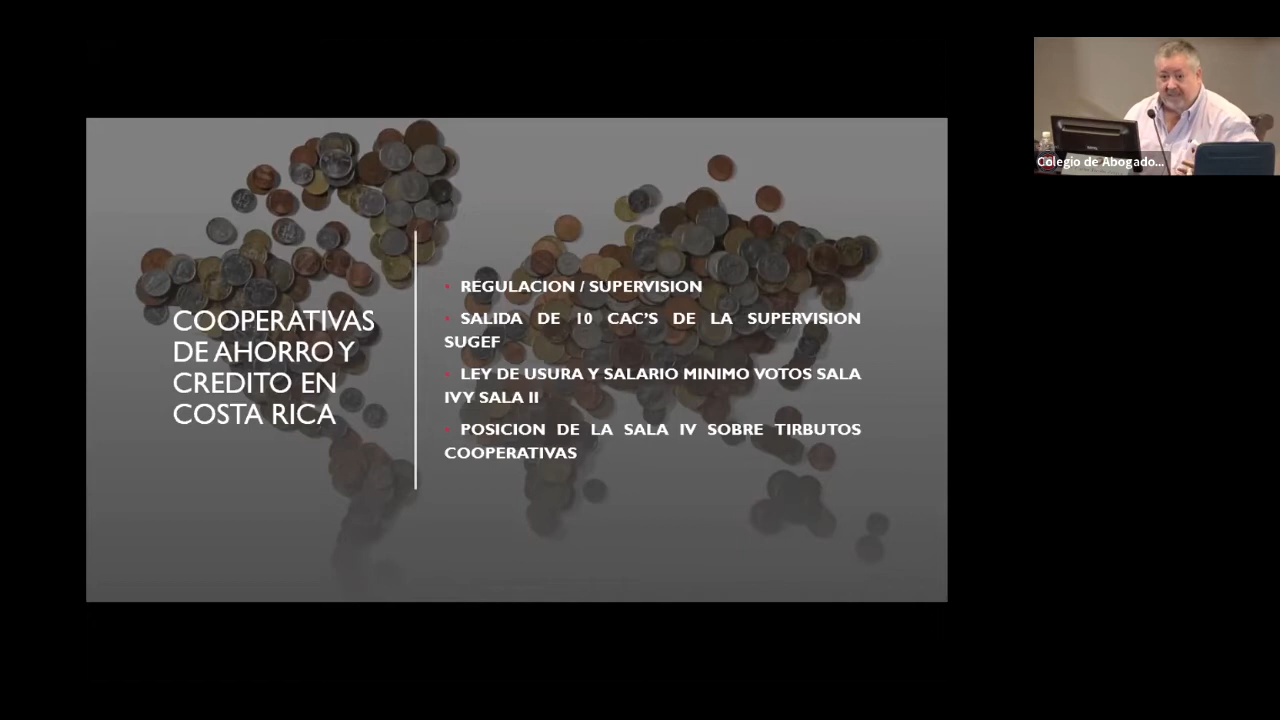 Colegio de Abogado...
COOPERATIVAS
DE AHORRO Y
CREDITO EN
COSTA RICA
• REGULACION / SUPERVISION
• SALIDA DE 10 CAC'S DE LA SUPERVISION
SUGEF
• LEY DE USURA Y SALARIO MINIMO VOTOS SALA
IV Y SALA II
• POSICION DE LA SALA IV SOBRE TIRBUTOS
COOPERATIVAS